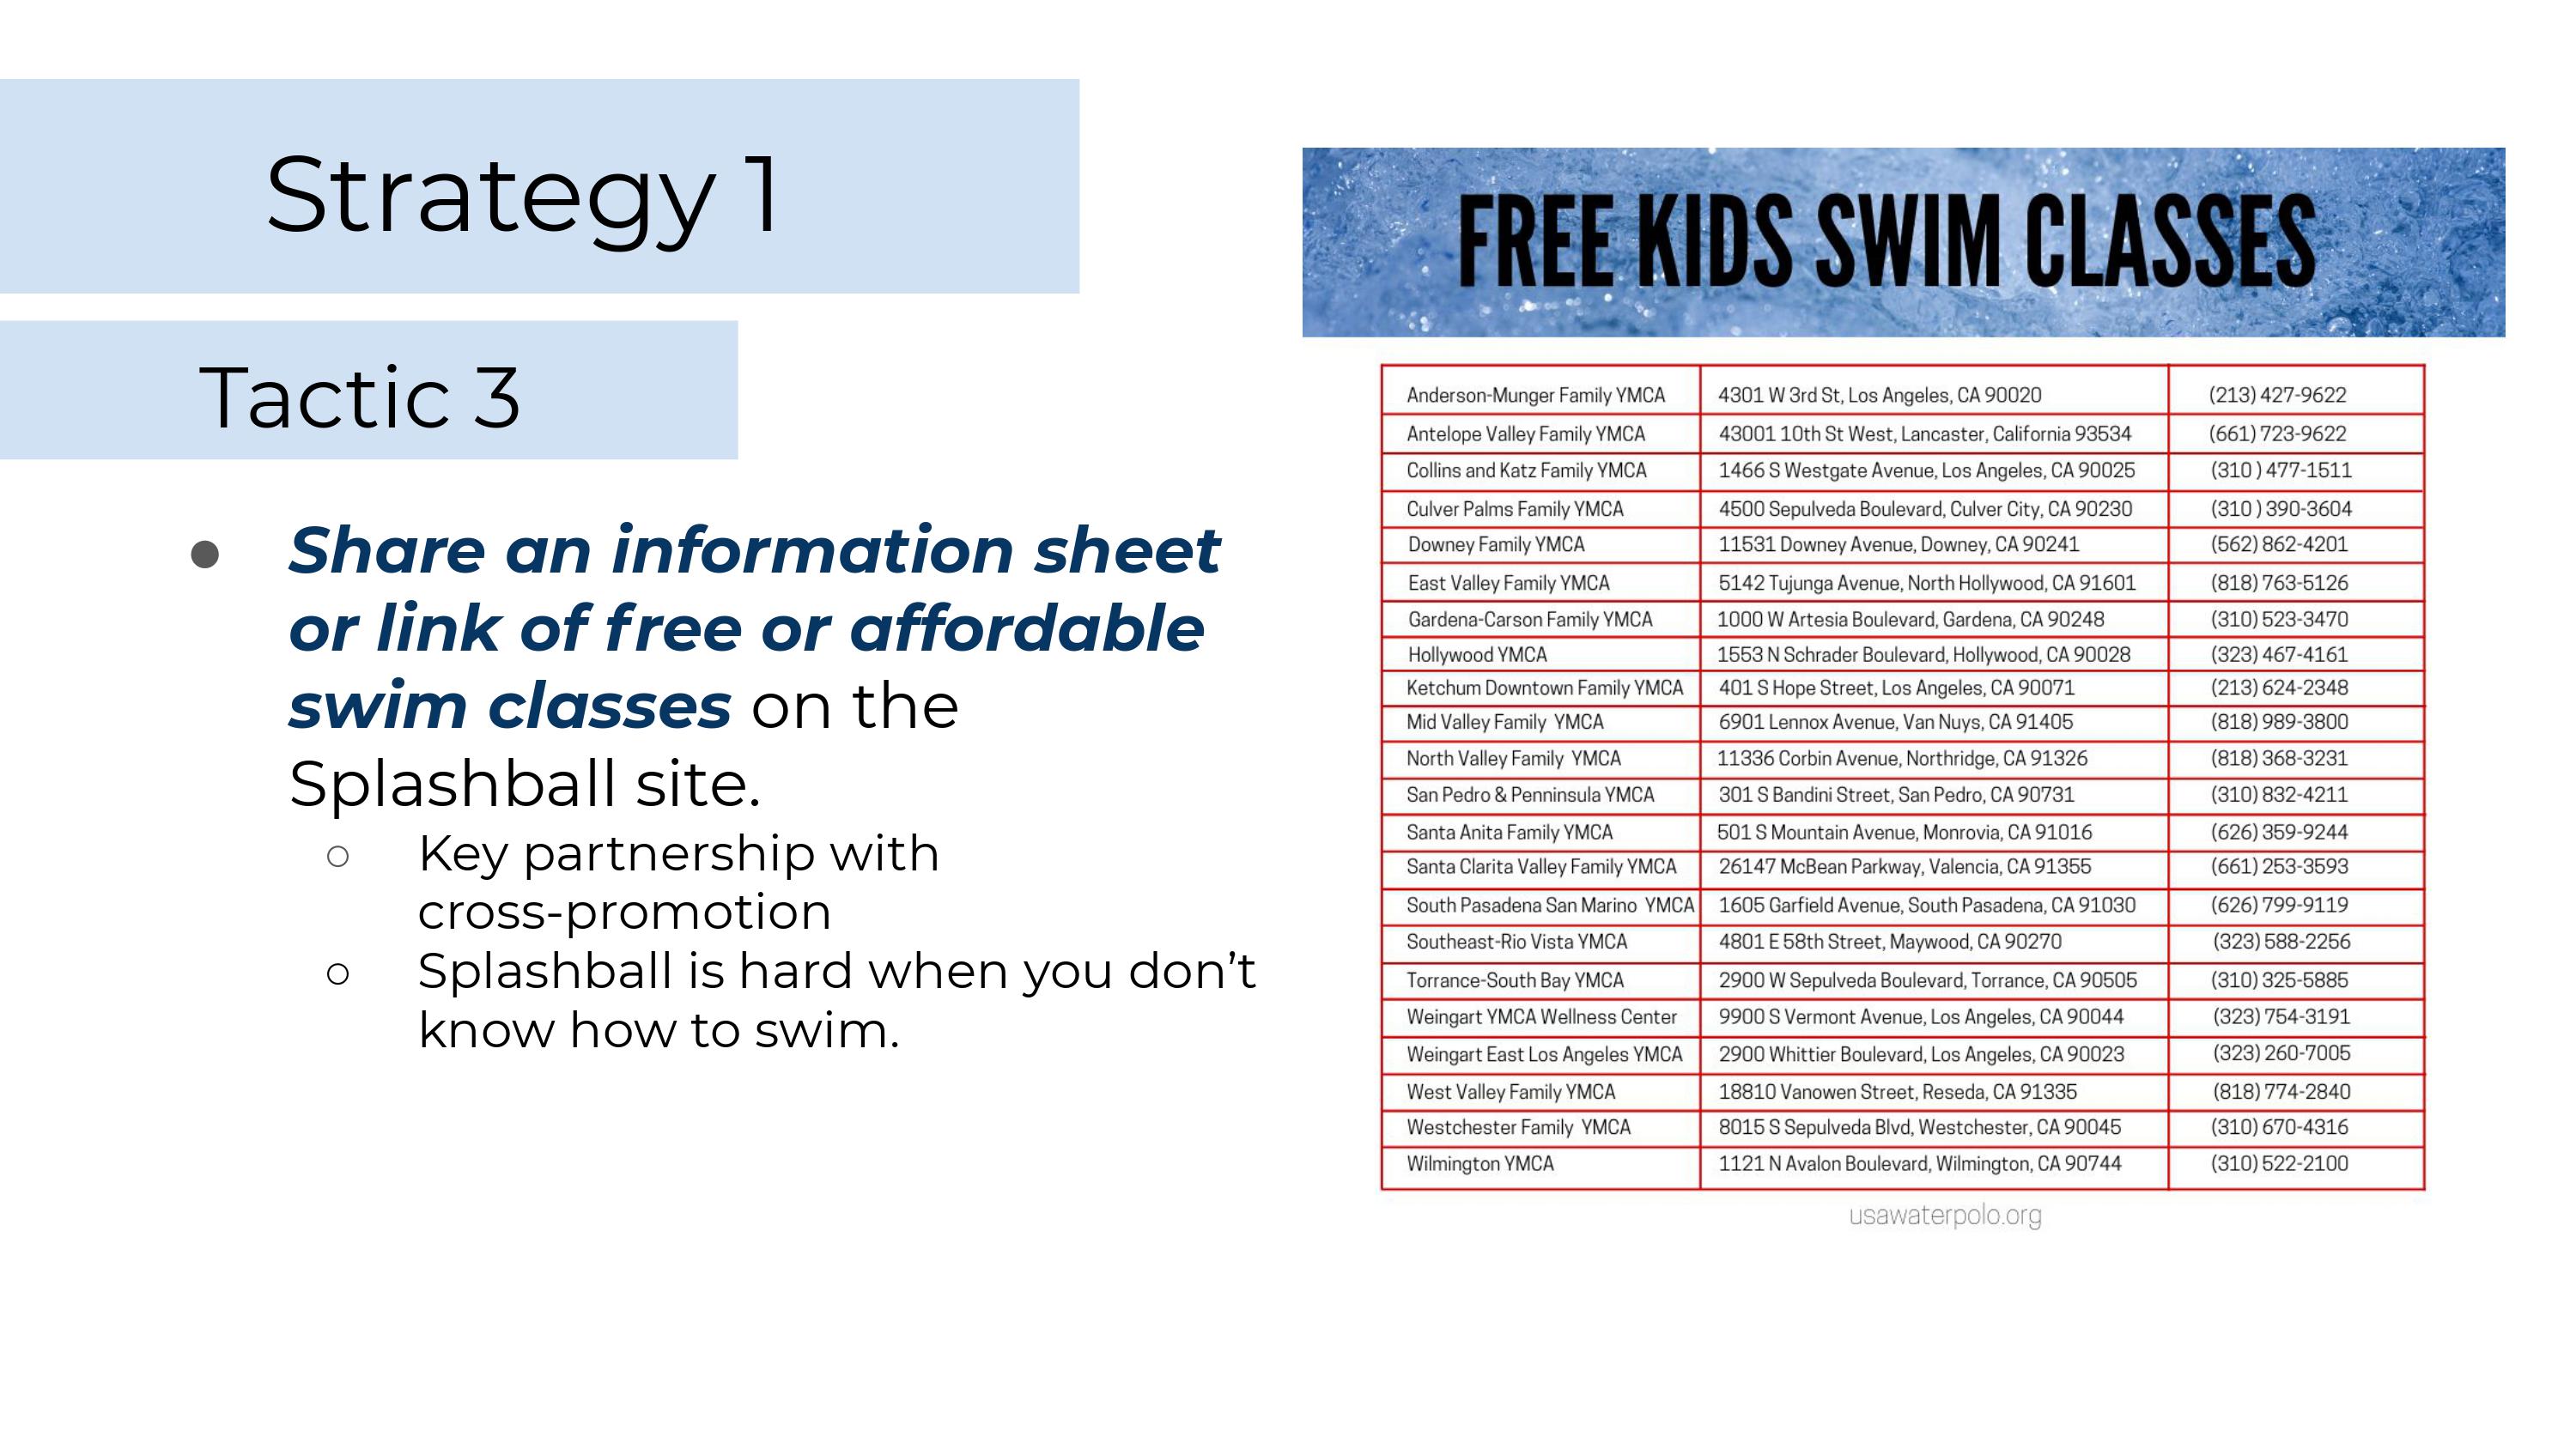 Strategy 1
Tactic 3
● Share an information sheet
or link of free or affordable
swim classes on the
Splashball site.
○ Key partnership with
cross-promotion
○ Splashball is hard when you don’t
know how to swim.
FREE KIDS SWIM CLASSES
Anderson-Munger Family YMCA 4301 W 3rd St, Los Angeles, CA 90020 (213) 427-9622
Antelope Valley Family YMCA 43001 10th St West, Lancaster, California 93534 (661) 723-9622
Collins and Katz Family YMCA 1466 S Westgate Avenue, Los Angeles, CA 90025 (310 ) 477-1511
Culver Palms Family YMCA 4500 Sepulveda Boulevard, Culver City, CA 90230 (310 ) 390-3604
Downey Family YMCA 11531 Downey Avenue, Downey, CA 90241 (562) 862-4201
East Valley Family YMCA 5142 Tujunga Avenue, North Hollywood, CA 91601 (818) 763-5126
Gardena-Carson Family YMCA 1000 W Artesia Boulevard, Gardena, CA 90248 (310) 523-3470
Hollywood YMCA 1553 N Schrader Boulevard, Hollywood, CA 90028 (323) 467-4161
Ketchum Downtown Family YMCA 401 S Hope Street, Los Angeles, CA 90071 (213) 624-2348
Mid Valley Family YMCA 6901 Lennox Avenue, Van Nuys, CA 91405 (818) 989-3800
North Valley Family YMCA 11336 Corbin Avenue, Northridge, CA 91326 (818) 368-3231
San Pedro & Penninsula YMCA 301 S Bandini Street, San Pedro, CA 90731 (310) 832-4211
Santa Anita Family YMCA 501 S Mountain Avenue, Monrovia, CA 91016 (626) 359-9244
Santa Clarita Valley Family YMCA 26147 McBean Parkway, Valencia, CA 91355 (661) 253-3593
South Pasadena San Marino YMCA 1605 Garfield Avenue, South Pasadena, CA 91030 (626) 799-9119
Southeast-Rio Vista YMCA 4801 E 58th Street, Maywood, CA 90270 (323) 588-2256
Torrance-South Bay YMCA 2900 W Sepulveda Boulevard, Torrance, CA 90505 (310) 325-5885
Weingart YMCA Wellness Center 9900 S Vermont Avenue, Los Angeles, CA 90044 (323) 754-3191
Weingart East Los Angeles YMCA 2900 Whittier Boulevard, Los Angeles, CA 90023 (323) 260-7005
West Valley Family YMCA 18810 Vanowen Street, Reseda, CA 91335 (818) 774-2840
Westchester Family YMCA 8015 S Sepulveda Blvd, Westchester, CA 90045 (310) 670-4316
Wilmington YMCA 1121 N Avalon Boulevard, Wilmington, CA 90744 (310) 522-2100
usawaterpolo.org